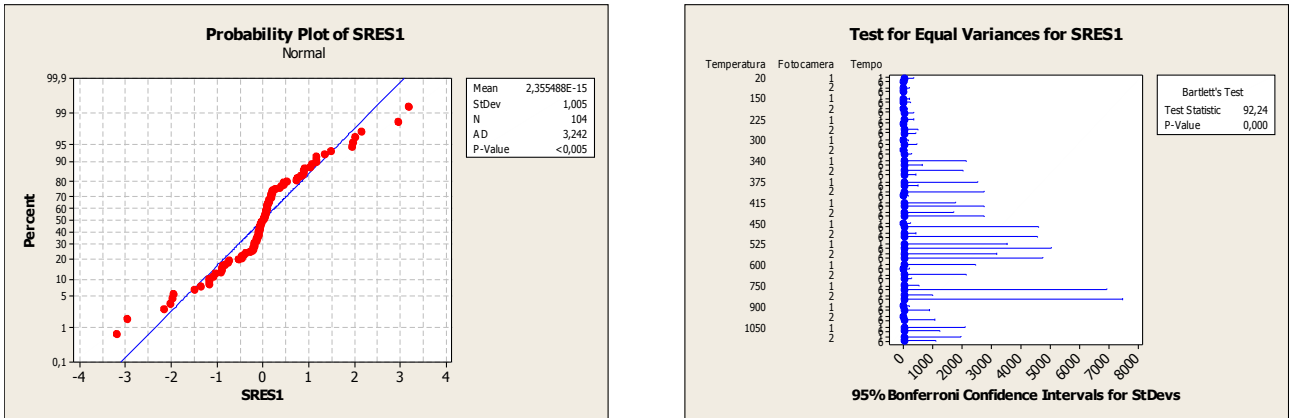 Probability Plot of SRES1
Normal
99,9
99
95
90
80
70
60
50
40
30
20
10
5
1
0,1
Percent
-4 -3 -2 -1 0 1 2 3 4
SRES1
Mean 2,355488E-15
StDev 1,005
N 104
AD 3,242
P-Value <0,005
Test for Equal Variances for SRES1
Temperatura Fotocamera Tempo
20 1
2
150 1
2
225 1
2
300 1
2
340 1
2
375 1
2
415 1
2
450 1
2
525 1
2
600 1
2
750 1
2
900 1
2
1050 1
2
0 1000 2000 3000 4000 5000 6000 7000 8000
95% Bonferroni Confidence Intervals for StDevs
Bartlett's Test
Test Statistic 92,24
P-Value 0,000